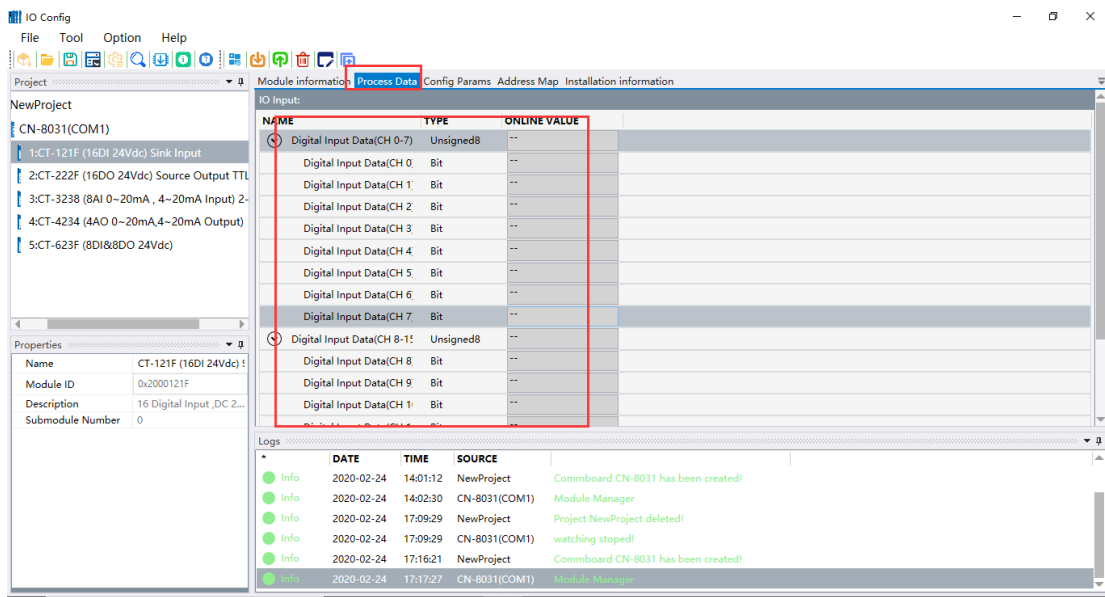 IO Config
File Tool Option Help
Project
NewProject
CN-8031(COM1)
1:CT-121F (16DI 24Vdc) Sink Input
2:CT-222F (16DO 24Vdc) Source Output TTL
3:CT-3238 (8AI 0~20mA , 4~20mA Input) 2-
4:CT-4234 (4AO 0~20mA,4~20mA Output)
5:CT-623F (8DI&8DO 24Vdc)
Properties
Name CT-121F (16DI 24Vdc) S
Module ID 0x2000121F
Description 16 Digital Input ,DC 2...
Submodule Number 0
Module information Process Data Config Params Address Map Installation information
IO Input:
NAME TYPE ONLINE VALUE
Digital Input Data(CH 0-7) Unsigned8 --
Digital Input Data(CH 0 Bit --
Digital Input Data(CH 1 Bit --
Digital Input Data(CH 2 Bit --
Digital Input Data(CH 3 Bit --
Digital Input Data(CH 4 Bit --
Digital Input Data(CH 5 Bit --
Digital Input Data(CH 6 Bit --
Digital Input Data(CH 7 Bit --
Digital Input Data(CH 8-15 Unsigned8 --
Digital Input Data(CH 8 Bit --
Digital Input Data(CH 9 Bit --
Digital Input Data(CH 1 Bit --
Logs
* DATE TIME SOURCE
Info 2020-02-24 14:01:12 NewProject Commboard CN-8031 has been created!
Info 2020-02-24 14:02:30 CN-8031(COM1) Module Manager
Info 2020-02-24 17:09:29 NewProject Project NewProject deleted!
Info 2020-02-24 17:09:29 CN-8031(COM1) watching stoped!
Info 2020-02-24 17:16:21 NewProject Commboard CN-8031 has been created!
Info 2020-02-24 17:17:27 CN-8031(COM1) Module Manager